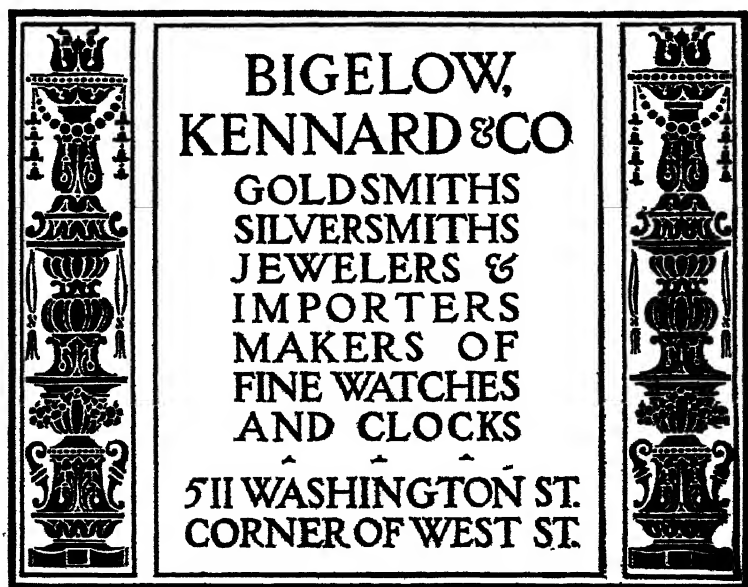 BIGELOW,
KENNARD & CO
GOLDSMITHS
SILVERSMITHS
JEWELERS &
IMPORTERS
MAKERS OF
FINE WATCHES
AND CLOCKS
511 WASHINGTON ST.
CORNER OF WEST ST.